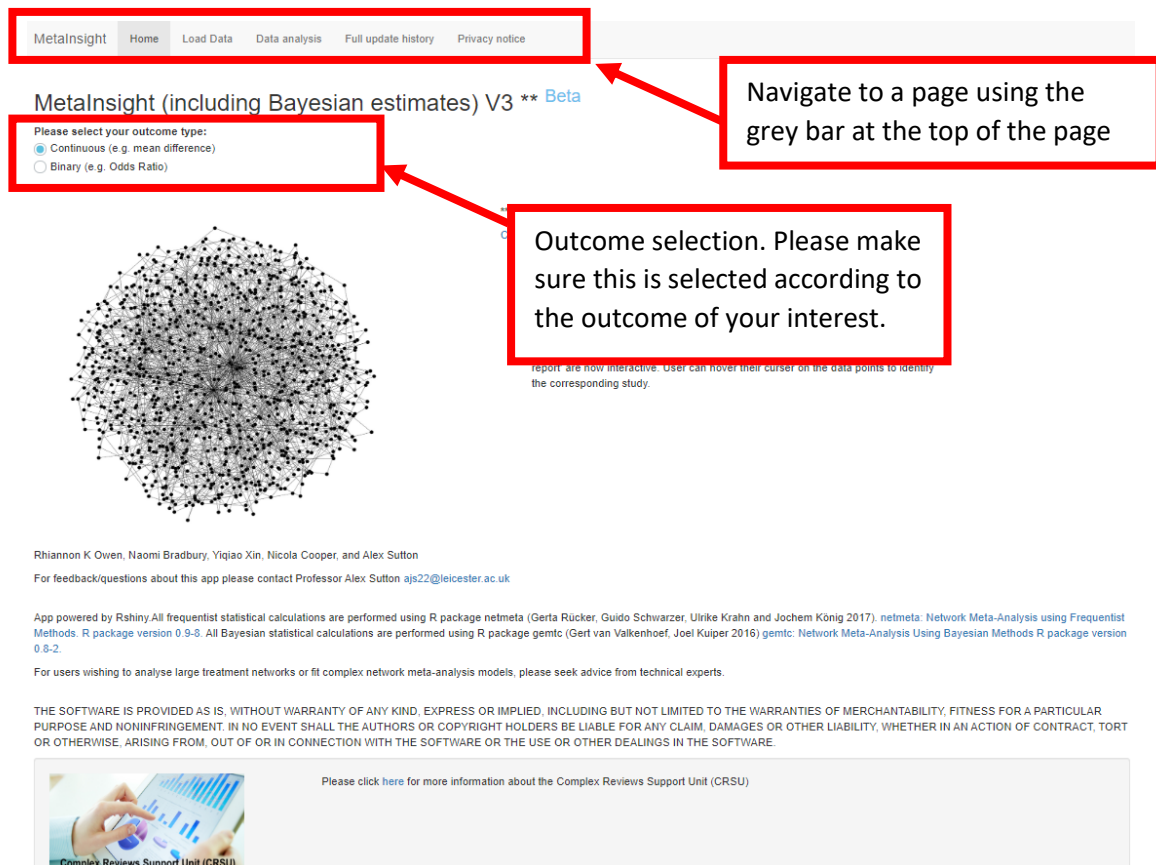 MetaInsight Home Load Data Data analysis Full update history Privacy notice
Navigate to a page using the
grey bar at the top of the page
MetaInsight (including Bayesian estimates) V3 ** Beta
Please select your outcome type:
Continuous (e.g. mean difference)
Binary (e.g. Odds Ratio)
Outcome selection. Please make
sure this is selected according to
the outcome of your interest.
report' are now interactive. User can hover their curser on the data points to identify
the corresponding study.
Rhiannon K Owen, Naomi Bradbury, Yiqiao Xin, Nicola Cooper, and Alex Sutton
For feedback/questions about this app please contact Professor Alex Sutton ajs22@leicester.ac.uk
App powered by Rshiny.All frequentist statistical calculations are performed using R package netmeta (Gerta Rücker, Guido Schwarzer, Ulrike Krahn and Jochem König 2017). netmeta: Network Meta-Analysis using Frequentist
Methods. R package version 0.9-8. All Bayesian statistical calculations are performed using R package gemtc (Gert van Valkenhoef, Joel Kuiper 2016) gemtc: Network Meta-Analysis Using Bayesian Methods R package version
0.8-2.
For users wishing to analyse large treatment networks or fit complex network meta-analysis models, please seek advice from technical experts.
THE SOFTWARE IS PROVIDED AS IS, WITHOUT WARRANTY OF ANY KIND, EXPRESS OR IMPLIED, INCLUDING BUT NOT LIMITED TO THE WARRANTIES OF MERCHANTABILITY, FITNESS FOR A PARTICULAR
PURPOSE AND NONINFRINGEMENT. IN NO EVENT SHALL THE AUTHORS OR COPYRIGHT HOLDERS BE LIABLE FOR ANY CLAIM, DAMAGES OR OTHER LIABILITY, WHETHER IN AN ACTION OF CONTRACT, TORT
OR OTHERWISE, ARISING FROM, OUT OF OR IN CONNECTION WITH THE SOFTWARE OR THE USE OR OTHER DEALINGS IN THE SOFTWARE.
Please click here for more information about the Complex Reviews Support Unit (CRSU)
Complex Reviews Support Unit (CRSU)